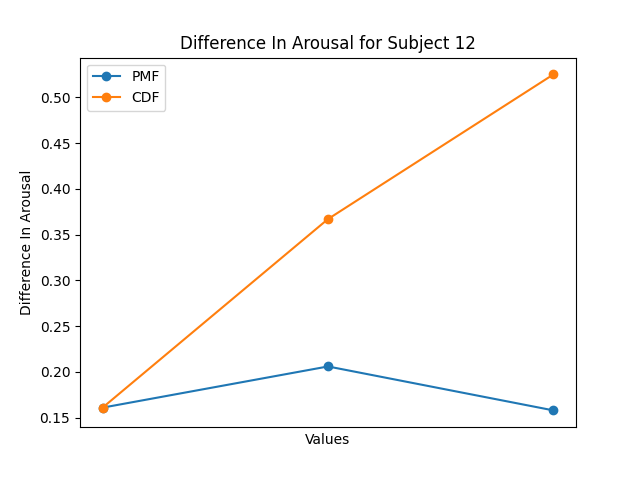 Difference In Arousal for Subject 12
PMF
CDF
0.50
0.45
0.40
0.35
0.30
0.25
0.20
0.15
Difference In Arousal
Values